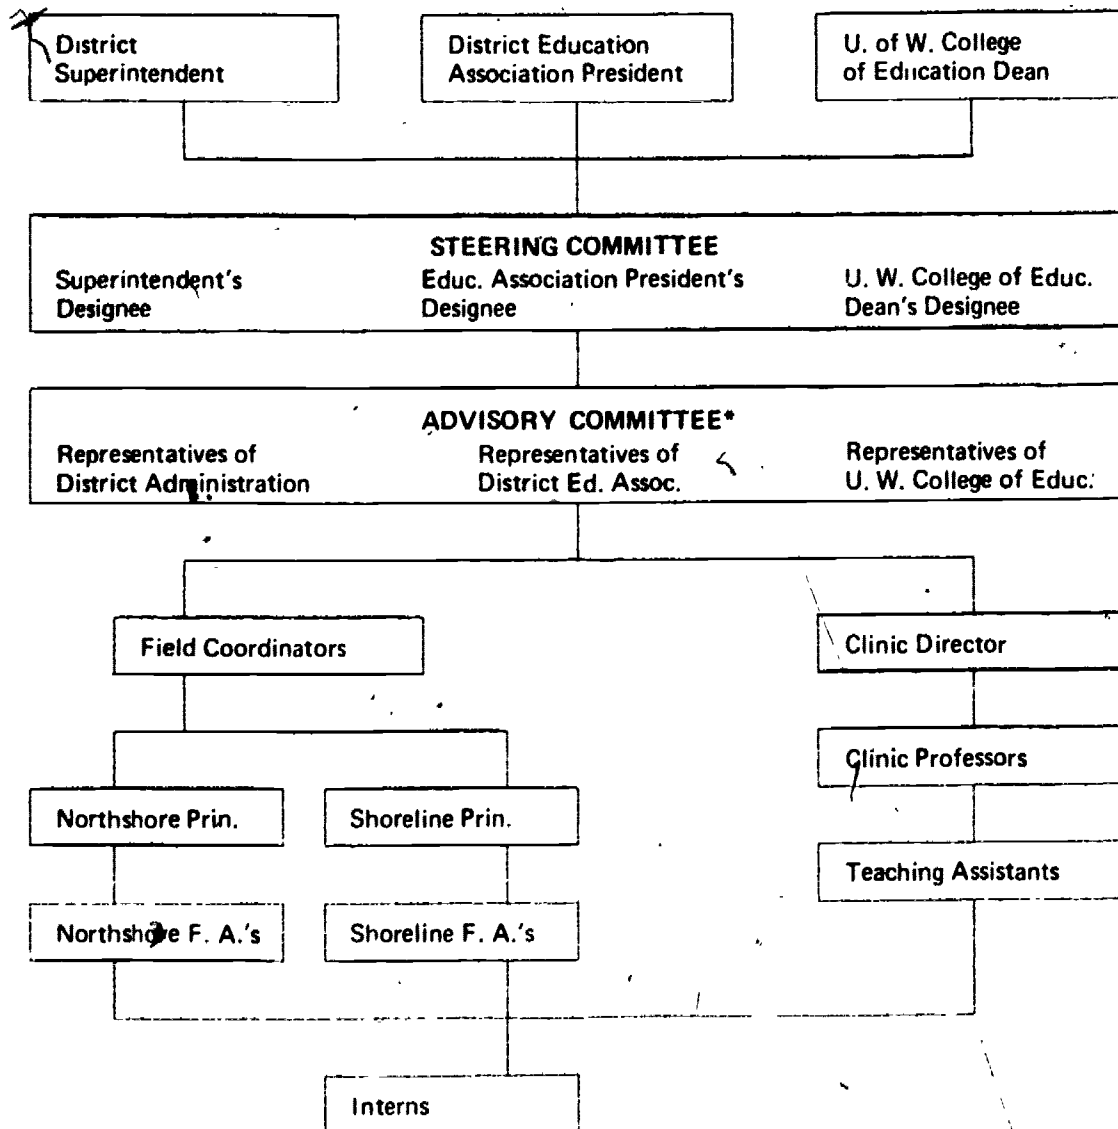 District
Superintendent
District Education
Association President
U. of W. College
of Education Dean
STEERING COMMITTEE
Superintendent's
Designee
Educ. Association President's
Designee
U. W. College of Educ.
Dean's Designee
ADVISORY COMMITTEE*
Representatives of
District Administration
Representatives of
District Ed. Assoc.
Representatives of
U. W. College of Educ.
Field Coordinators
Clinic Director
Clinic Professors
Northshore Prin.
Shoreline Prin.
Teaching Assistants
Northshore F. A.'s
Shoreline F. A.'s
Interns